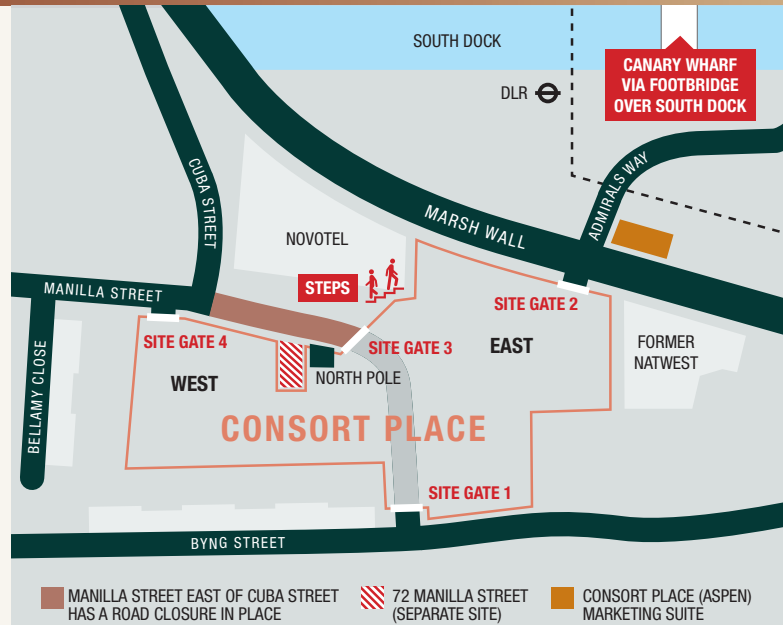 SOUTH DOCK
CANARY WHARF
VIA FOOTBRIDGE
OVER SOUTH DOCK
DLR
CUBA STREET
ADMIRALS WAY
MARSH WALL
NOVOTEL
STEPS
MANILLA STREET
SITE GATE 2
SITE GATE 4
SITE GATE 3
EAST
FORMER
NATWEST
BELLAMY CLOSE
WEST
NORTH POLE
CONSORT PLACE
SITE GATE 1
BYNG STREET
MANILLA STREET EAST OF CUBA STREET
HAS A ROAD CLOSURE IN PLACE
72 MANILLA STREET
(SEPARATE SITE)
CONSORT PLACE (ASPEN)
MARKETING SUITE